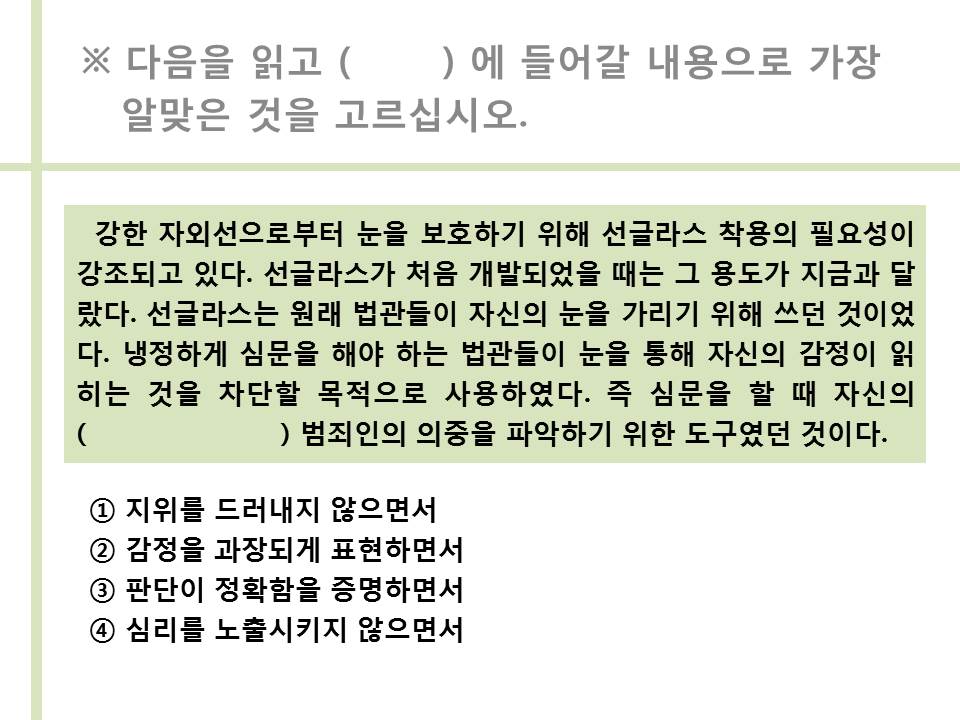 ※ 다음을 읽고 (       ) 에 들어갈 내용으로 가장
알맞은 것을 고르십시오.
강한 자외선으로부터 눈을 보호하기 위해 선글라스 착용의 필요성이
강조되고 있다. 선글라스가 처음 개발되었을 때는 그 용도가 지금과 달
랐다. 선글라스는 원래 법관들이 자신의 눈을 가리기 위해 쓰던 것이었
다. 냉정하게 심문을 해야 하는 법관들이 눈을 통해 자신의 감정이 읽
히는 것을 차단할 목적으로 사용하였다. 즉 심문을 할 때 자신의
(                    ) 범죄인의 의중을 파악하기 위한 도구였던 것이다.
① 지위를 드러내지 않으면서
② 감정을 과장되게 표현하면서
③ 판단이 정확함을 증명하면서
④ 심리를 노출시키지 않으면서